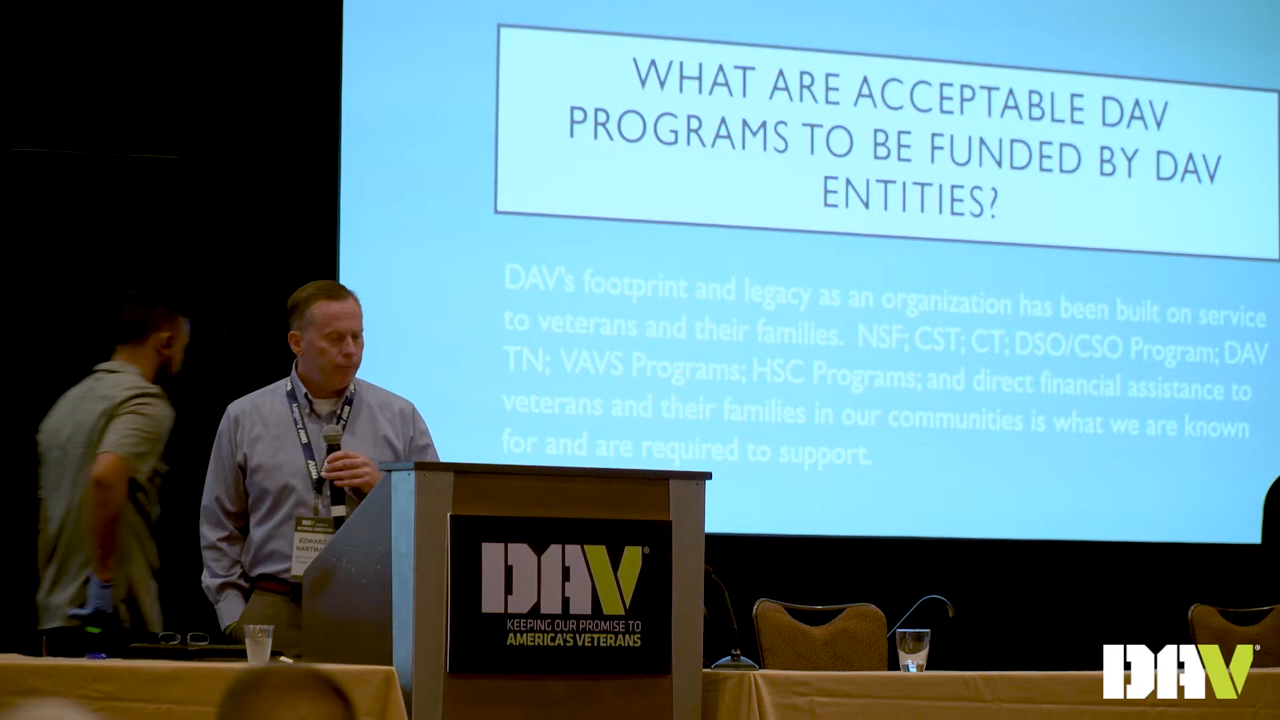 WHAT ARE ACCEPTABLE DAV
PROGRAMS TO BE FUNDED BY DAV
ENTITIES?
DAV's footprint and legacy as an organization has been built on service
to veterans and their families. NSF; CST; CT; DSO/CSO Program; DAV
TN; VAVS Programs; HSC Programs; and direct financial assistance to
veterans and their families in our communities is what we are known
for and are required to support.
EDWARD
DAV®
KEEPING OUR PROMISE TO
AMERICA'S VETERANS
DAV®